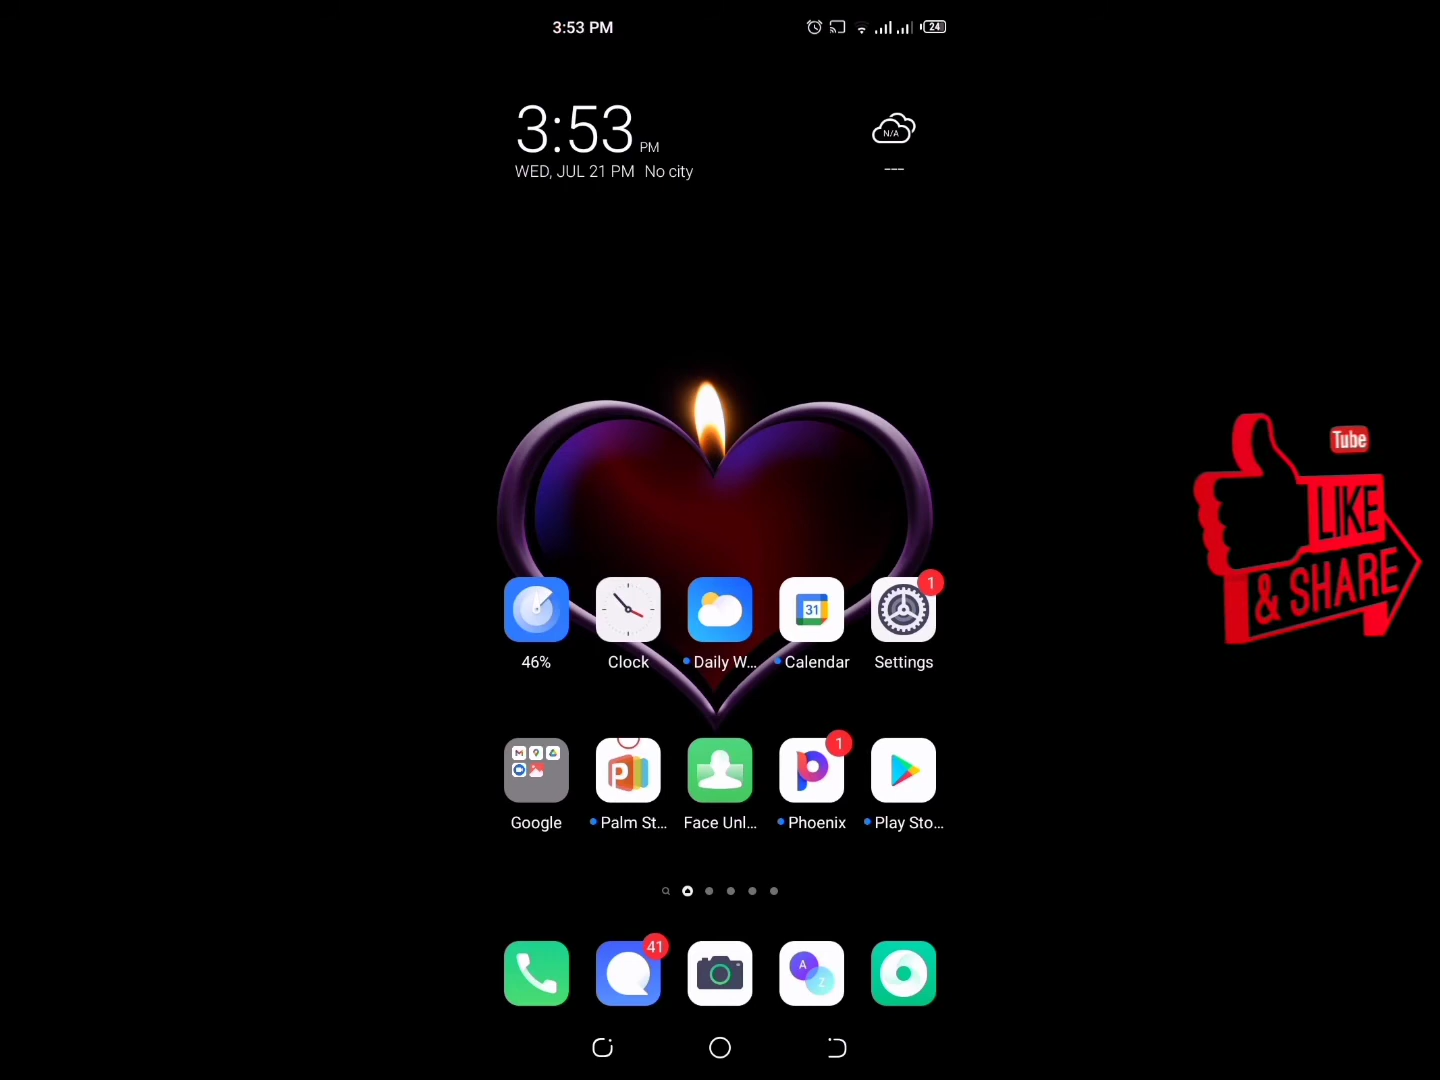 3:53 PM
24
3:53 PM
WED, JUL 21 PM No city
N/A
---
Tube
LIKE
& SHARE
31
1
46%
Clock
Daily W...
Calendar
Settings
P
1
Google
Palm St...
Face Unl...
Phoenix
Play Sto...
41
A
Z